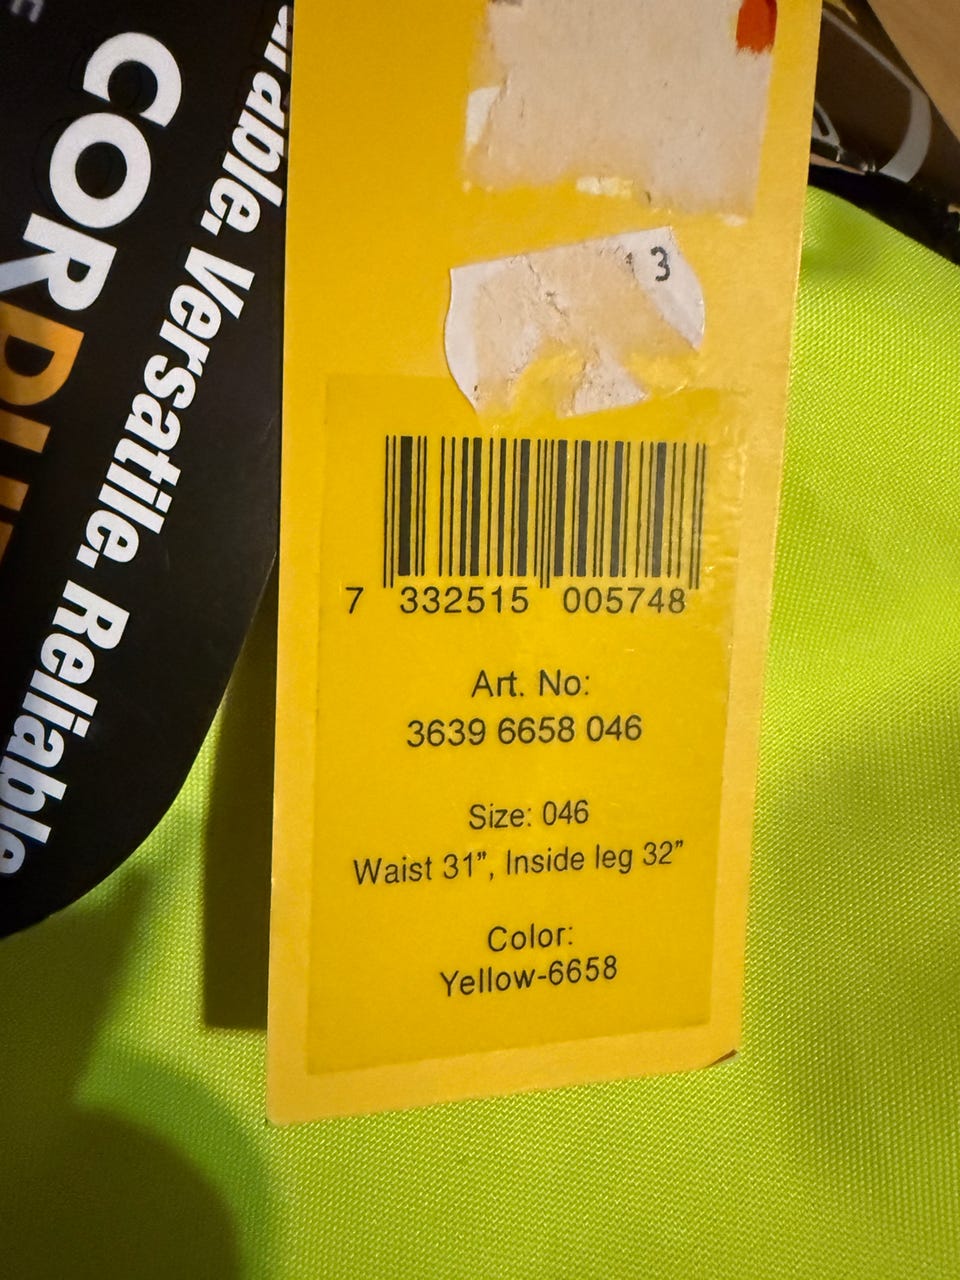 COR
Versatile. Reliable
3
7 332515 005748
Art. No:
3639 6658 046
Size: 046
Waist 31”, Inside leg 32”
Color:
Yellow-6658